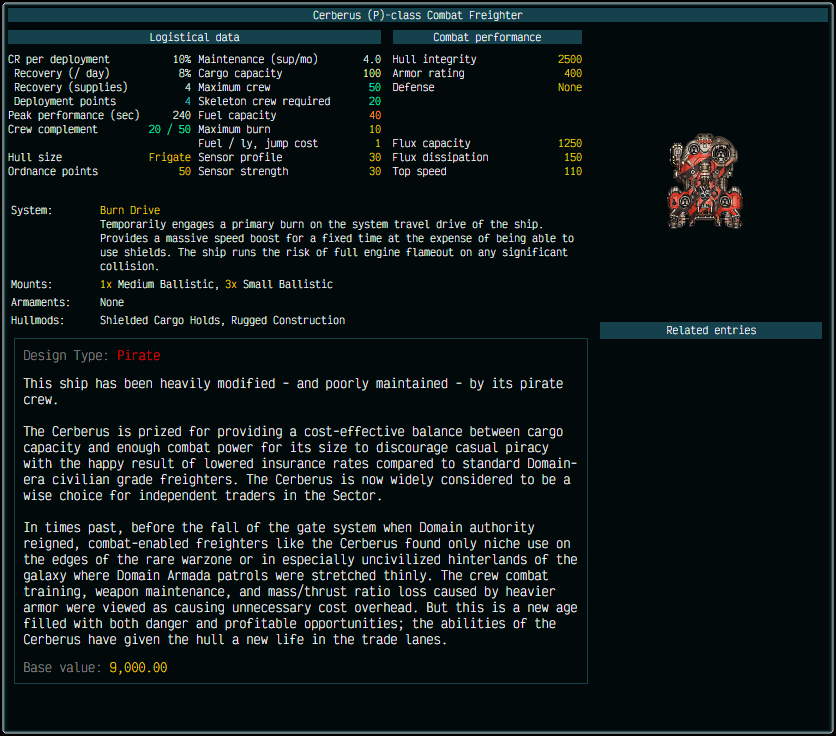 Cerberus (P)-class Combat Freighter
Logistical data
Combat performance
CR per deployment 10% Maintenance (sup/mo) 4.0 Hull integrity 2500
Recovery (/ day) 8% Cargo capacity 100 Armor rating 400
Recovery (supplies) 4 Maximum crew 50 Defense None
Deployment points 4 Skeleton crew required 20
Peak performance (sec) 240 Fuel capacity 40
Crew complement 20 / 50 Maximum burn 10
Fuel / ly, jump cost 1 Flux capacity 1250
Hull size Frigate Sensor profile 30 Flux dissipation 150
Ordnance points 50 Sensor strength 30 Top speed 110
System: Burn Drive
Temporarily engages a primary burn on the system travel drive of the ship.
Provides a massive speed boost for a fixed time at the expense of being able to
use shields. The ship runs the risk of full engine flameout on any significant
collision.
Mounts: 1x Medium Ballistic, 3x Small Ballistic
Armaments: None
Hullmods: Shielded Cargo Holds, Rugged Construction
Related entries
Design Type: Pirate
This ship has been heavily modified - and poorly maintained - by its pirate
crew.
The Cerberus is prized for providing a cost-effective balance between cargo
capacity and enough combat power for its size to discourage casual piracy
with the happy result of lowered insurance rates compared to standard Domain-
era civilian grade freighters. The Cerberus is now widely considered to be a
wise choice for independent traders in the Sector.
In times past, before the fall of the gate system when Domain authority
reigned, combat-enabled freighters like the Cerberus found only niche use on
the edges of the rare warzone or in especially uncivilized hinterlands of the
galaxy where Domain Armada patrols were stretched thinly. The crew combat
training, weapon maintenance, and mass/thrust ratio loss caused by heavier
armor were viewed as causing unnecessary cost overhead. But this is a new age
filled with both danger and profitable opportunities; the abilities of the
Cerberus have given the hull a new life in the trade lanes.
Base value: 9,000.00